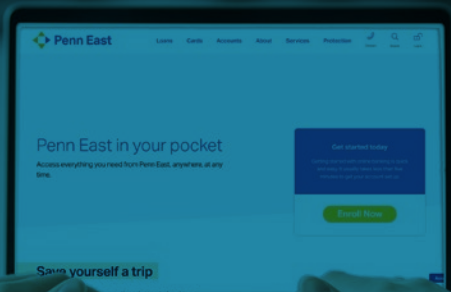 Penn East
Loans Cards Accounts About Services Protection
Penn East in your pocket
Access everything you need from Penn East, anywhere, at any
time.
Get started today
Enroll Now
Save yourself a trip